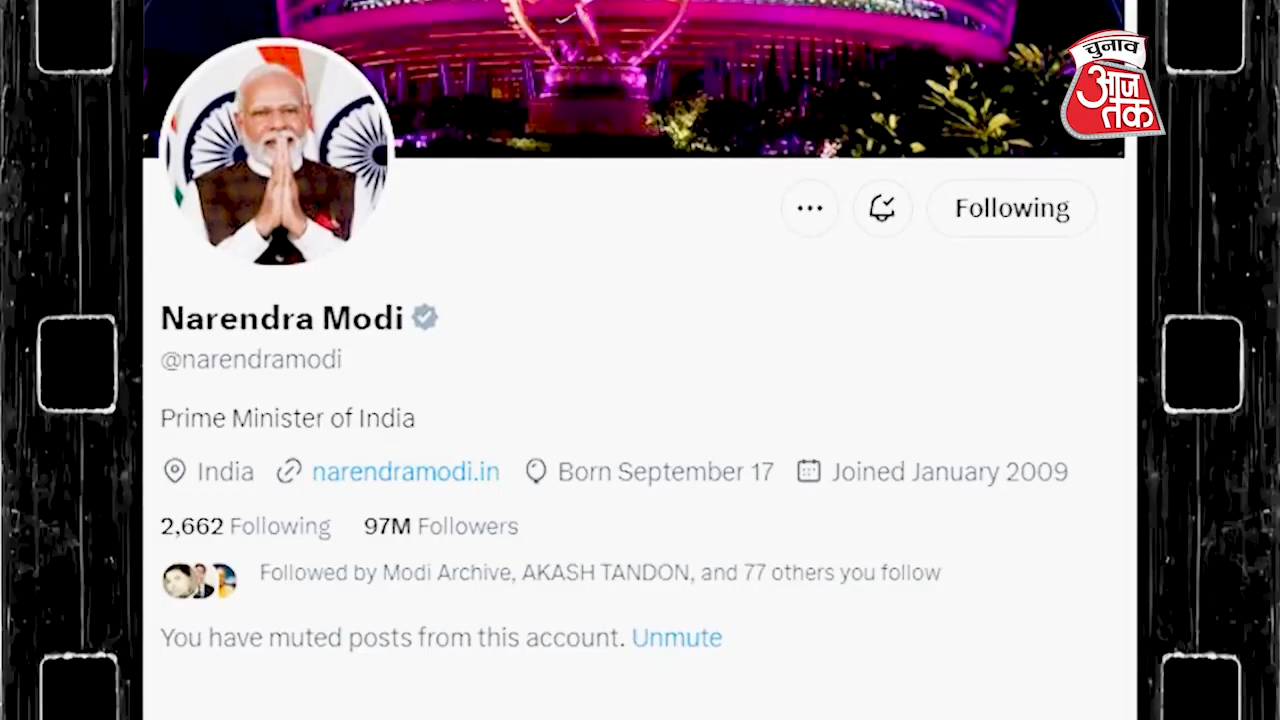 चुनाव
आज
तक
Following
Narendra Modi
@narendramodi
Prime Minister of India
India narendramodi.in Born September 17 Joined January 2009
2,662 Following 97M Followers
Followed by Modi Archive, AKASH TANDON, and 77 others you follow
You have muted posts from this account. Unmute